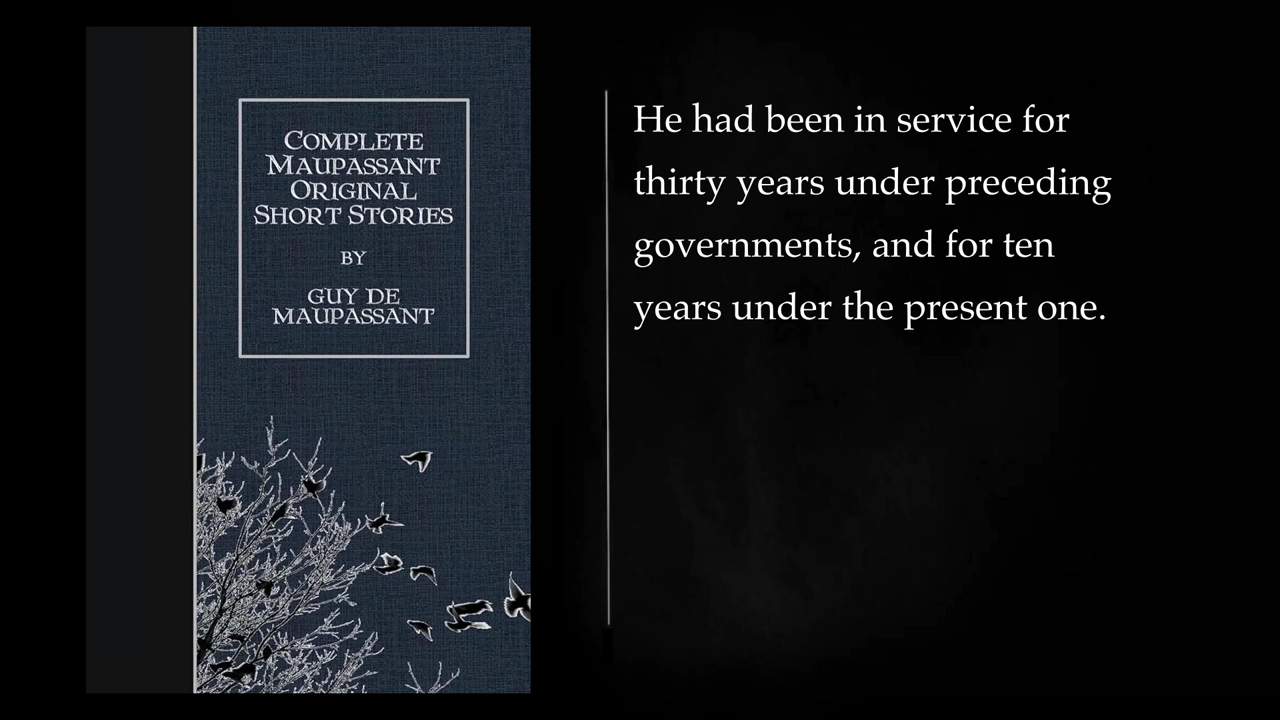 COMPLETE
MAUPASSANT
ORIGINAL
SHORT STORIES
BY
GUY DE
MAUPASSANT
He had been in service for
thirty years under preceding
governments, and for ten
years under the present one.